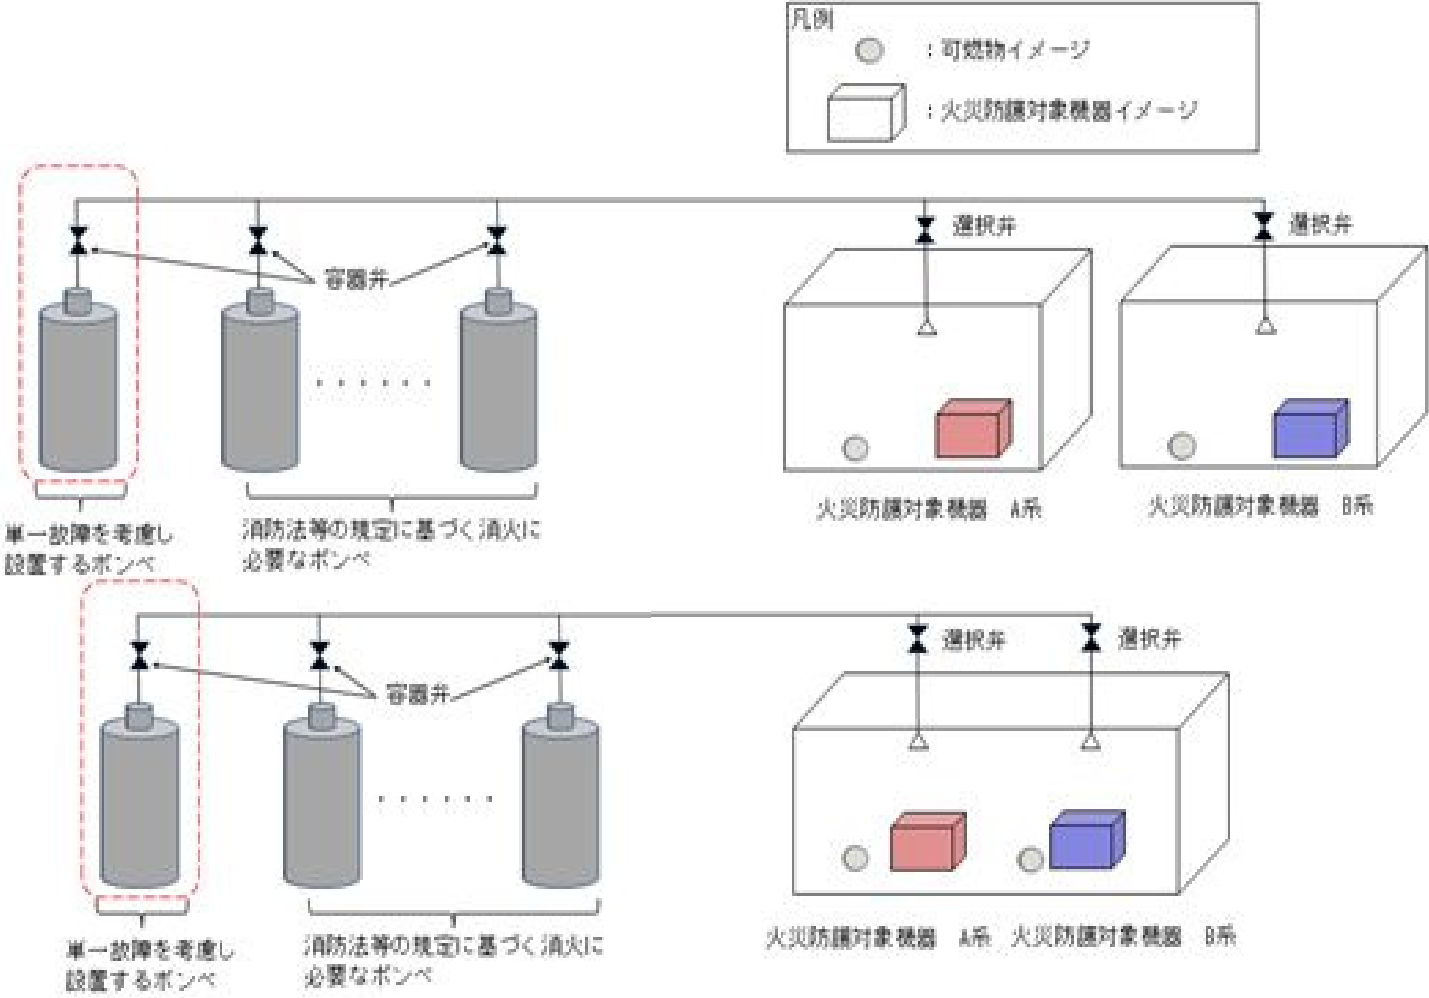 凡例
：可燃物イメージ
：火災防護対象機器イメージ
選択弁
選択弁
容器弁
火災防護対象機器　A系
火災防護対象機器　B系
単一故障を考慮し
設置するボンベ
消防法等の規定に基づく消火に
必要なボンベ
選択弁
選択弁
容器弁
火災防護対象機器　A系
火災防護対象機器　B系
単一故障を考慮し
設置するボンベ
消防法等の規定に基づく消火に
必要なボンベ